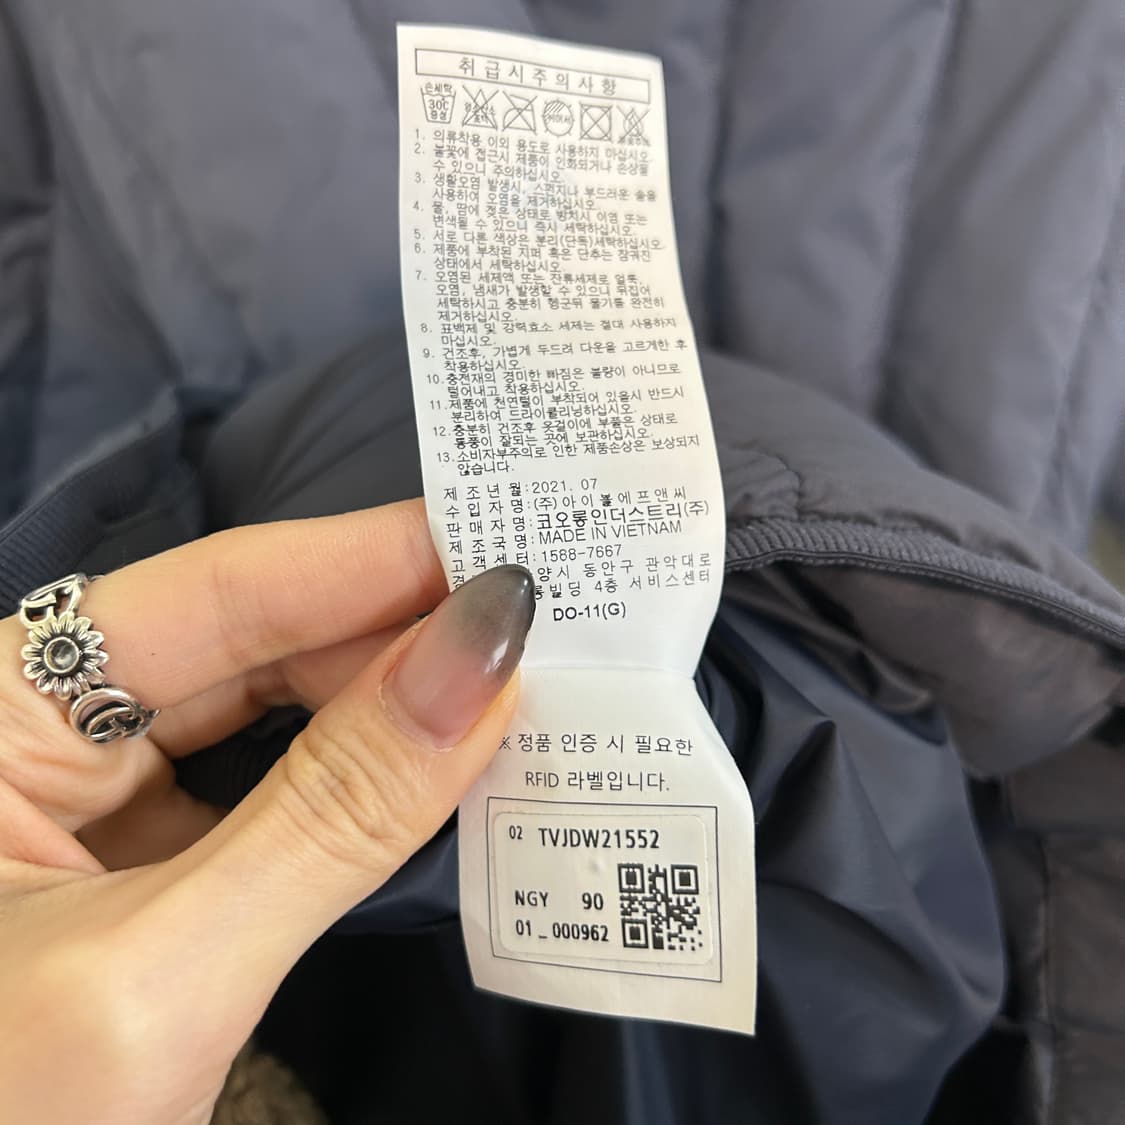 취급시주의사항
손세탁
30℃
중성
염소산소
표백
드라이
1. 의류착용 이외 용도로 사용하지 마십시오.
2. 불꽃에 접근시 제품이 인화되거나 손상될
수 있으니 주의하십시오.
3. 생활오염 발생시, 스펀지나 부드러운 솔을
사용하여 오염을 제거하십시오.
4. 물, 땀에 젖은 상태로 방치시 이염 또는
변색될 수 있으니 즉시 세탁하십시오.
5. 서로 다른 색상은 분리(단독)세탁하십시오.
6. 제품에 부착된 지퍼 혹은 단추는 잠궈진
상태에서 세탁하십시오.
7. 오염된 세제액 또는 잔류세제로 얼룩,
오염, 냄새가 발생할 수 있으니 뒤집어
세탁하시고 충분히 헹군뒤 물기를 완전히
제거하십시오.
8. 표백제 및 강력효소 세제는 절대 사용하지
마십시오.
9. 건조후, 가볍게 두드려 다운을 고르게한 후
착용하십시오.
10. 충전재의 경미한 빠짐은 불량이 아니므로
털어내고 착용하십시오.
11. 제품에 천연털이 부착되어 있을시 반드시
분리하여 드라이클리닝하십시오.
12. 충분히 건조후 옷걸이에 부풀은 상태로
통풍이 잘되는 곳에 보관하십시오.
13. 소비자부주의로 인한 제품손상은 보상되지
않습니다.
제조년월:2021. 07
수입자명:(주)아이볼에프앤씨
판매자명:코오롱인더스트리(주)
제조국명:MADE IN VIETNAM
고객센터:1588-7667
경 양시 동안구 관악대로
롱빌딩 4층 서비스센터
DO-11(G)
※ 정품 인증 시 필요한
RFID 라벨입니다.
02 TVJDW21552
NGY 90
01 _ 000962